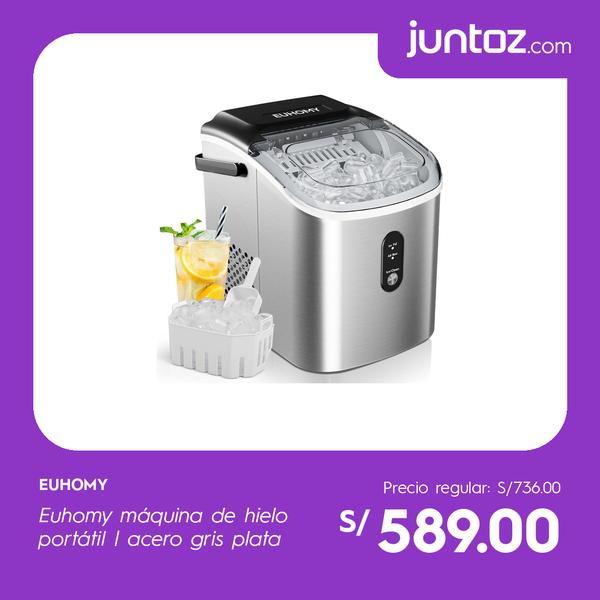 juntoz.com
EUHOMY
EUHOMY
Precio regular: S/736.00
Euhomy máquina de hielo
portátil | acero gris plata
S/ 589.00